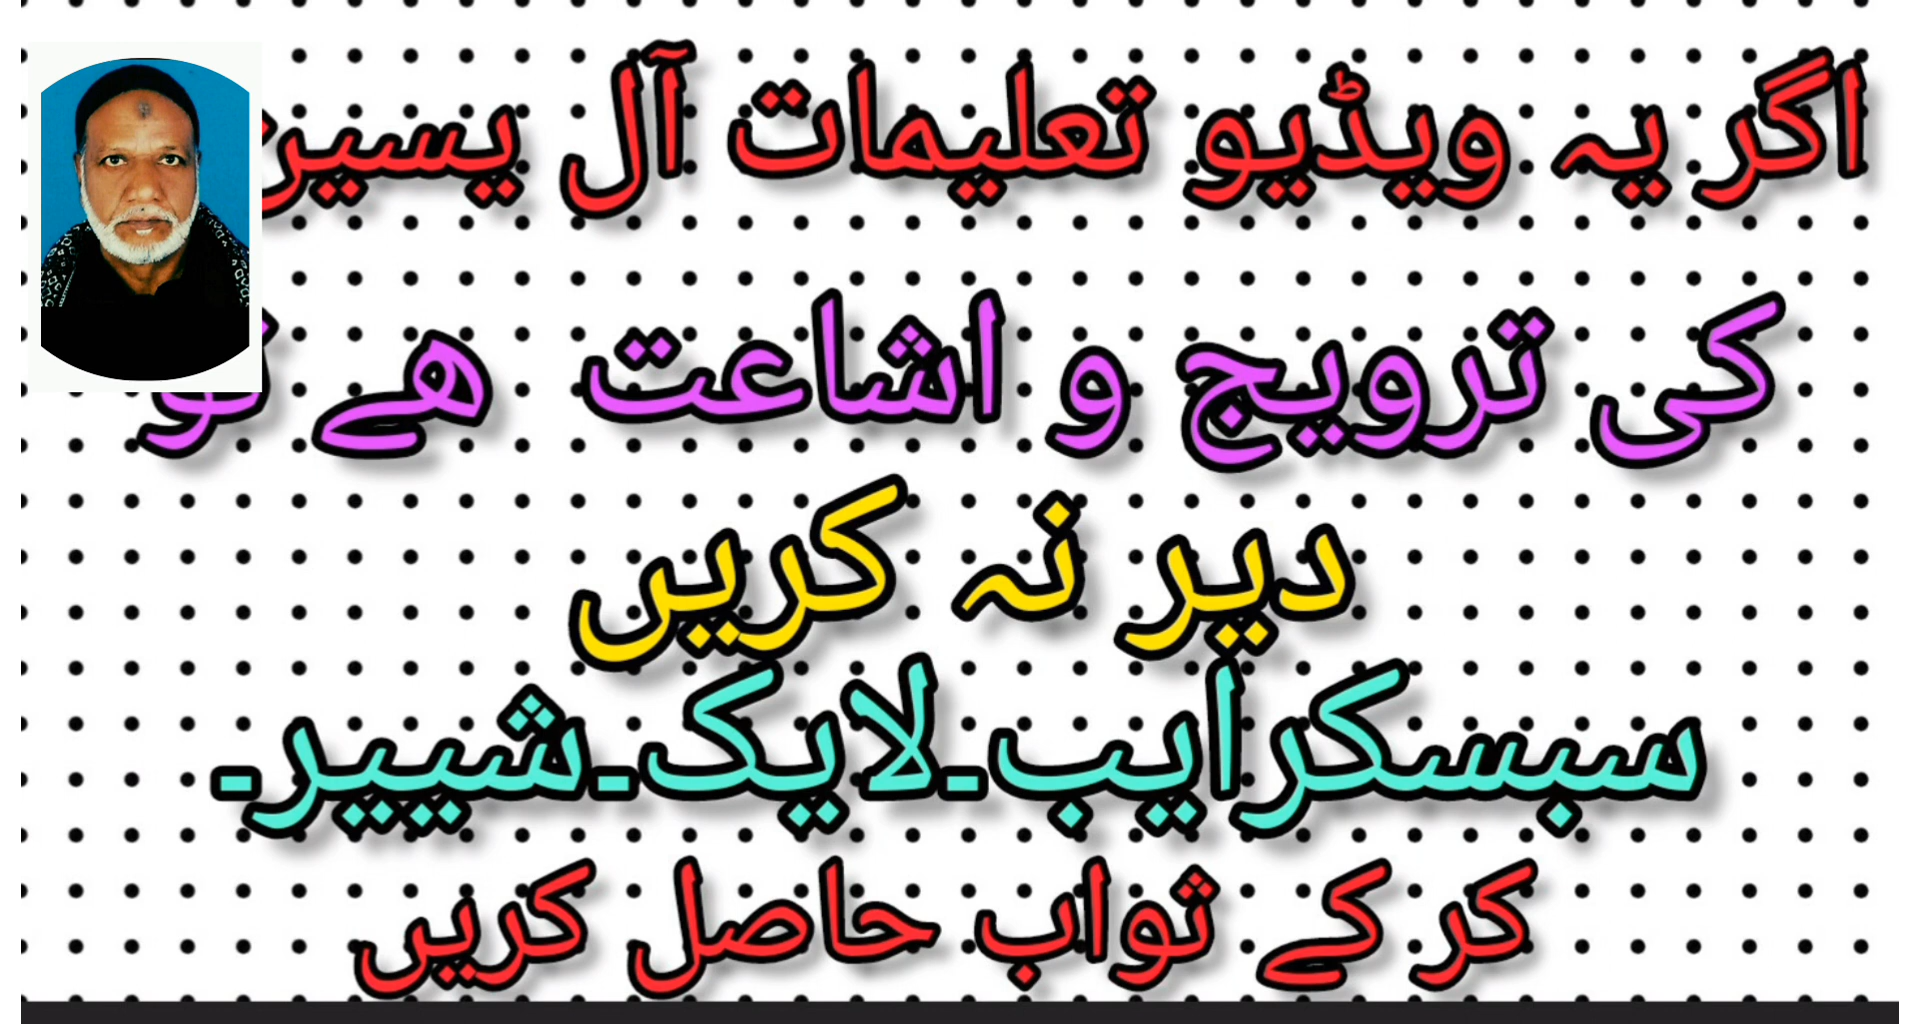 اگر یہ ویڈیو تعلیمات آل یسین
کی ترویج و اشاعت ھے تو
دیر نہ کریں
سبسکرایب۔لایک۔شییر۔
کر کے ثواب حاصل کریں